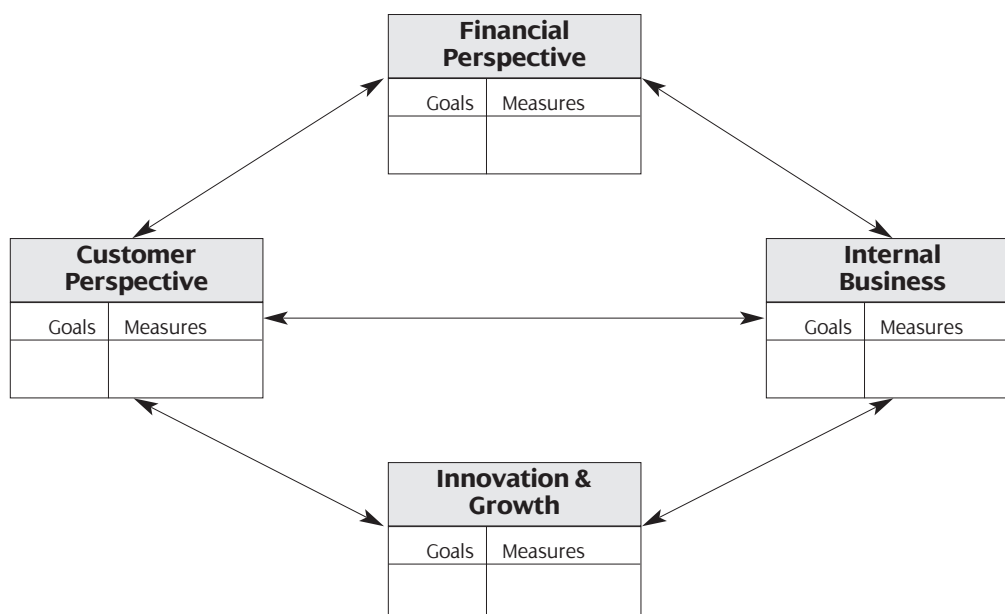 Financial
Perspective
Goals Measures
Customer
Perspective
Goals Measures
Internal
Business
Goals Measures
Innovation &
Growth
Goals Measures